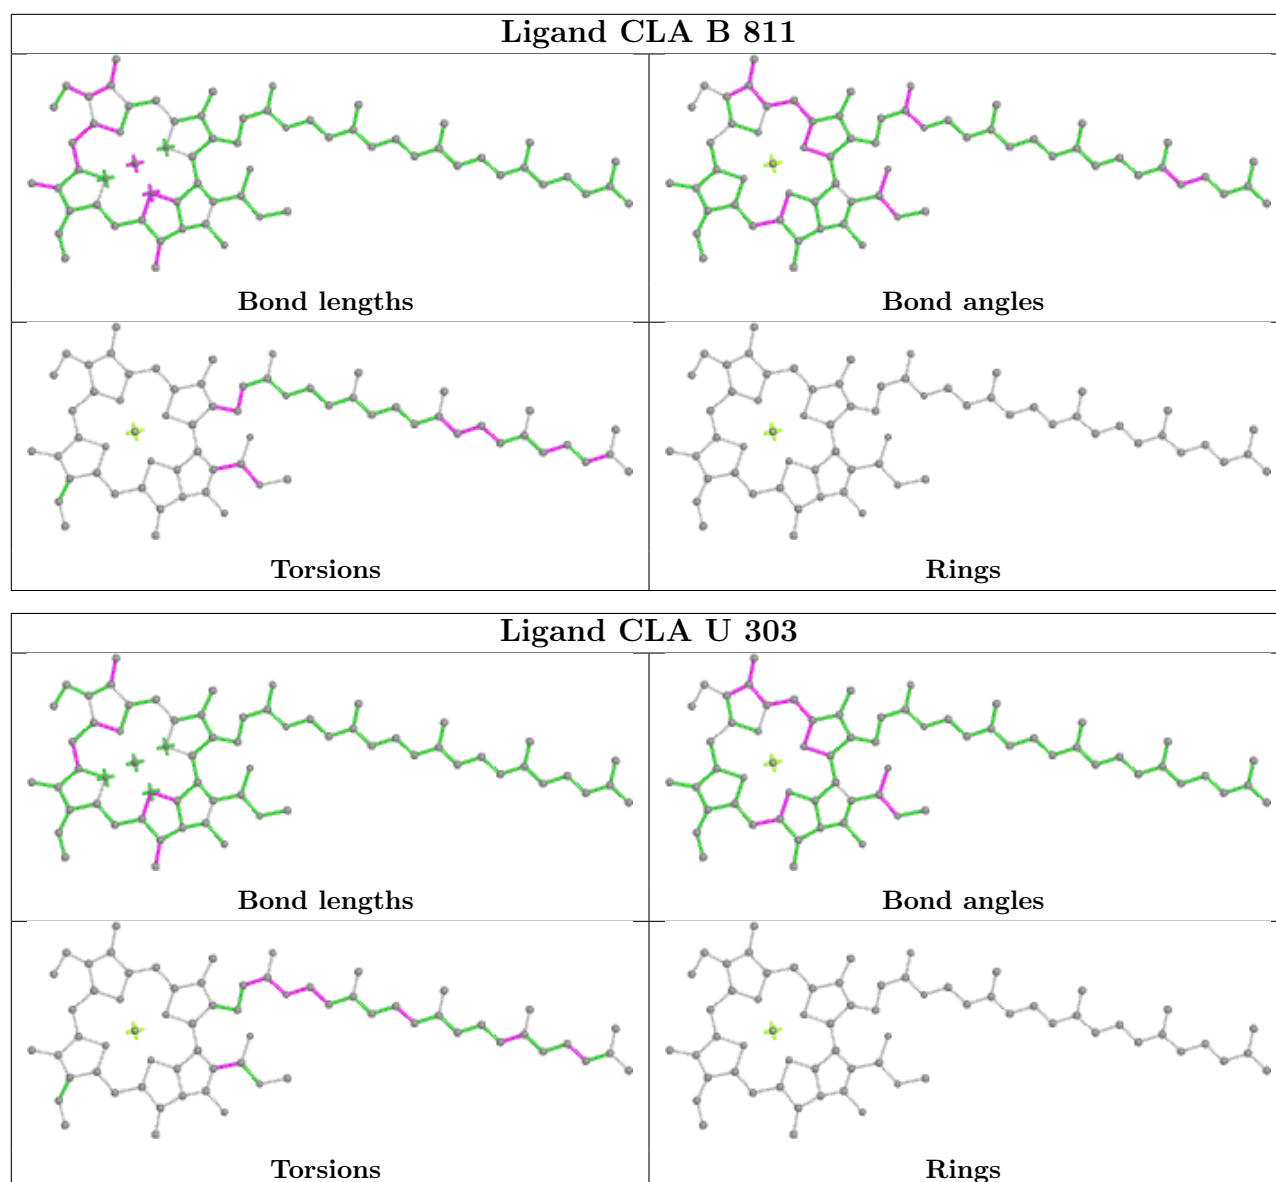 Ligand CLA B 811
Bond lengths
Bond angles
Torsions
Rings
Ligand CLA U 303
Bond lengths
Bond angles
Torsions
Rings